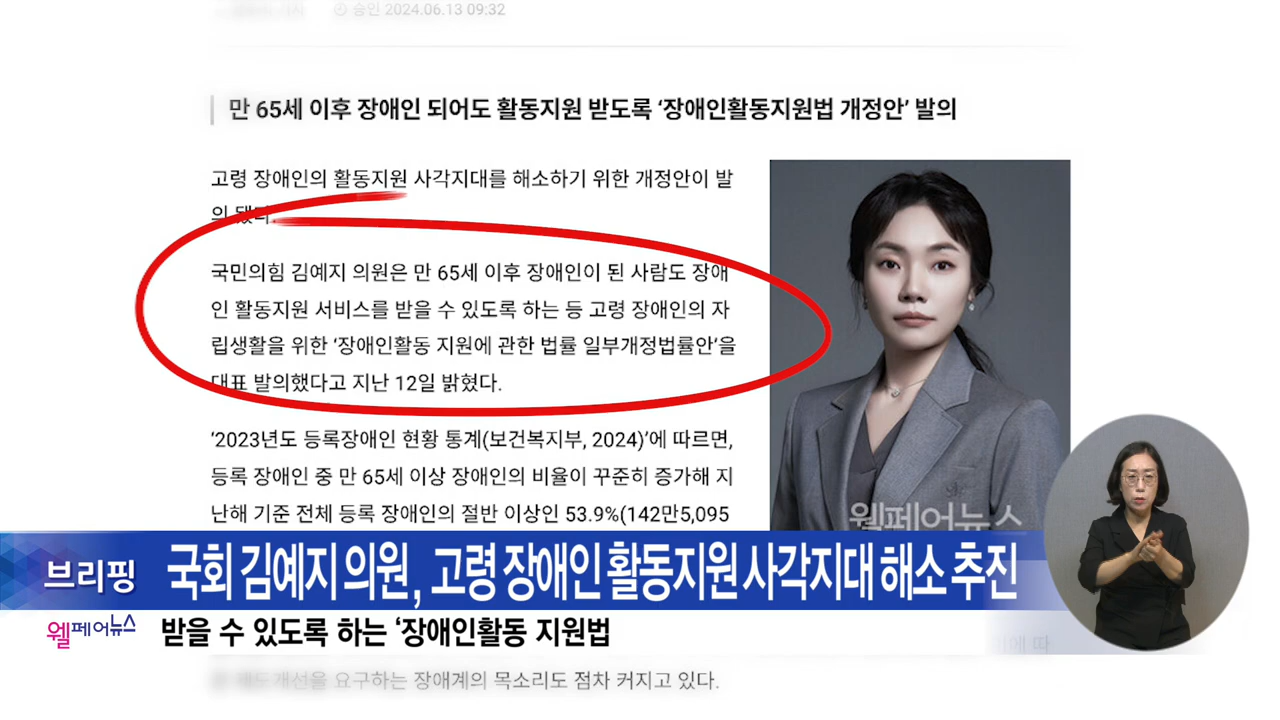 승인 2024.06.13 09:32
만 65세 이후 장애인 되어도 활동지원 받도록 ‘장애인활동지원법 개정안’ 발의
고령 장애인의 활동지원 사각지대를 해소하기 위한 개정안이 발
의 됐다.
국민의힘 김예지 의원은 만 65세 이후 장애인이 된 사람도 장애
인 활동지원 서비스를 받을 수 있도록 하는 등 고령 장애인의 자
립생활을 위한 ‘장애인활동 지원에 관한 법률 일부개정법률안’을
대표 발의했다고 지난 12일 밝혔다.
‘2023년도 등록장애인 현황 통계(보건복지부, 2024)’에 따르면,
등록 장애인 중 만 65세 이상 장애인의 비율이 꾸준히 증가해 지
난해 기준 전체 등록 장애인의 절반 이상인 53.9%(142만5,095
웰페어뉴스
브리핑
국회 김예지 의원, 고령 장애인 활동지원 사각지대 해소 추진
웰페어뉴스
받을 수 있도록 하는 ‘장애인활동 지원법
요구하는 장애계의 목소리도 점차 커지고 있다.